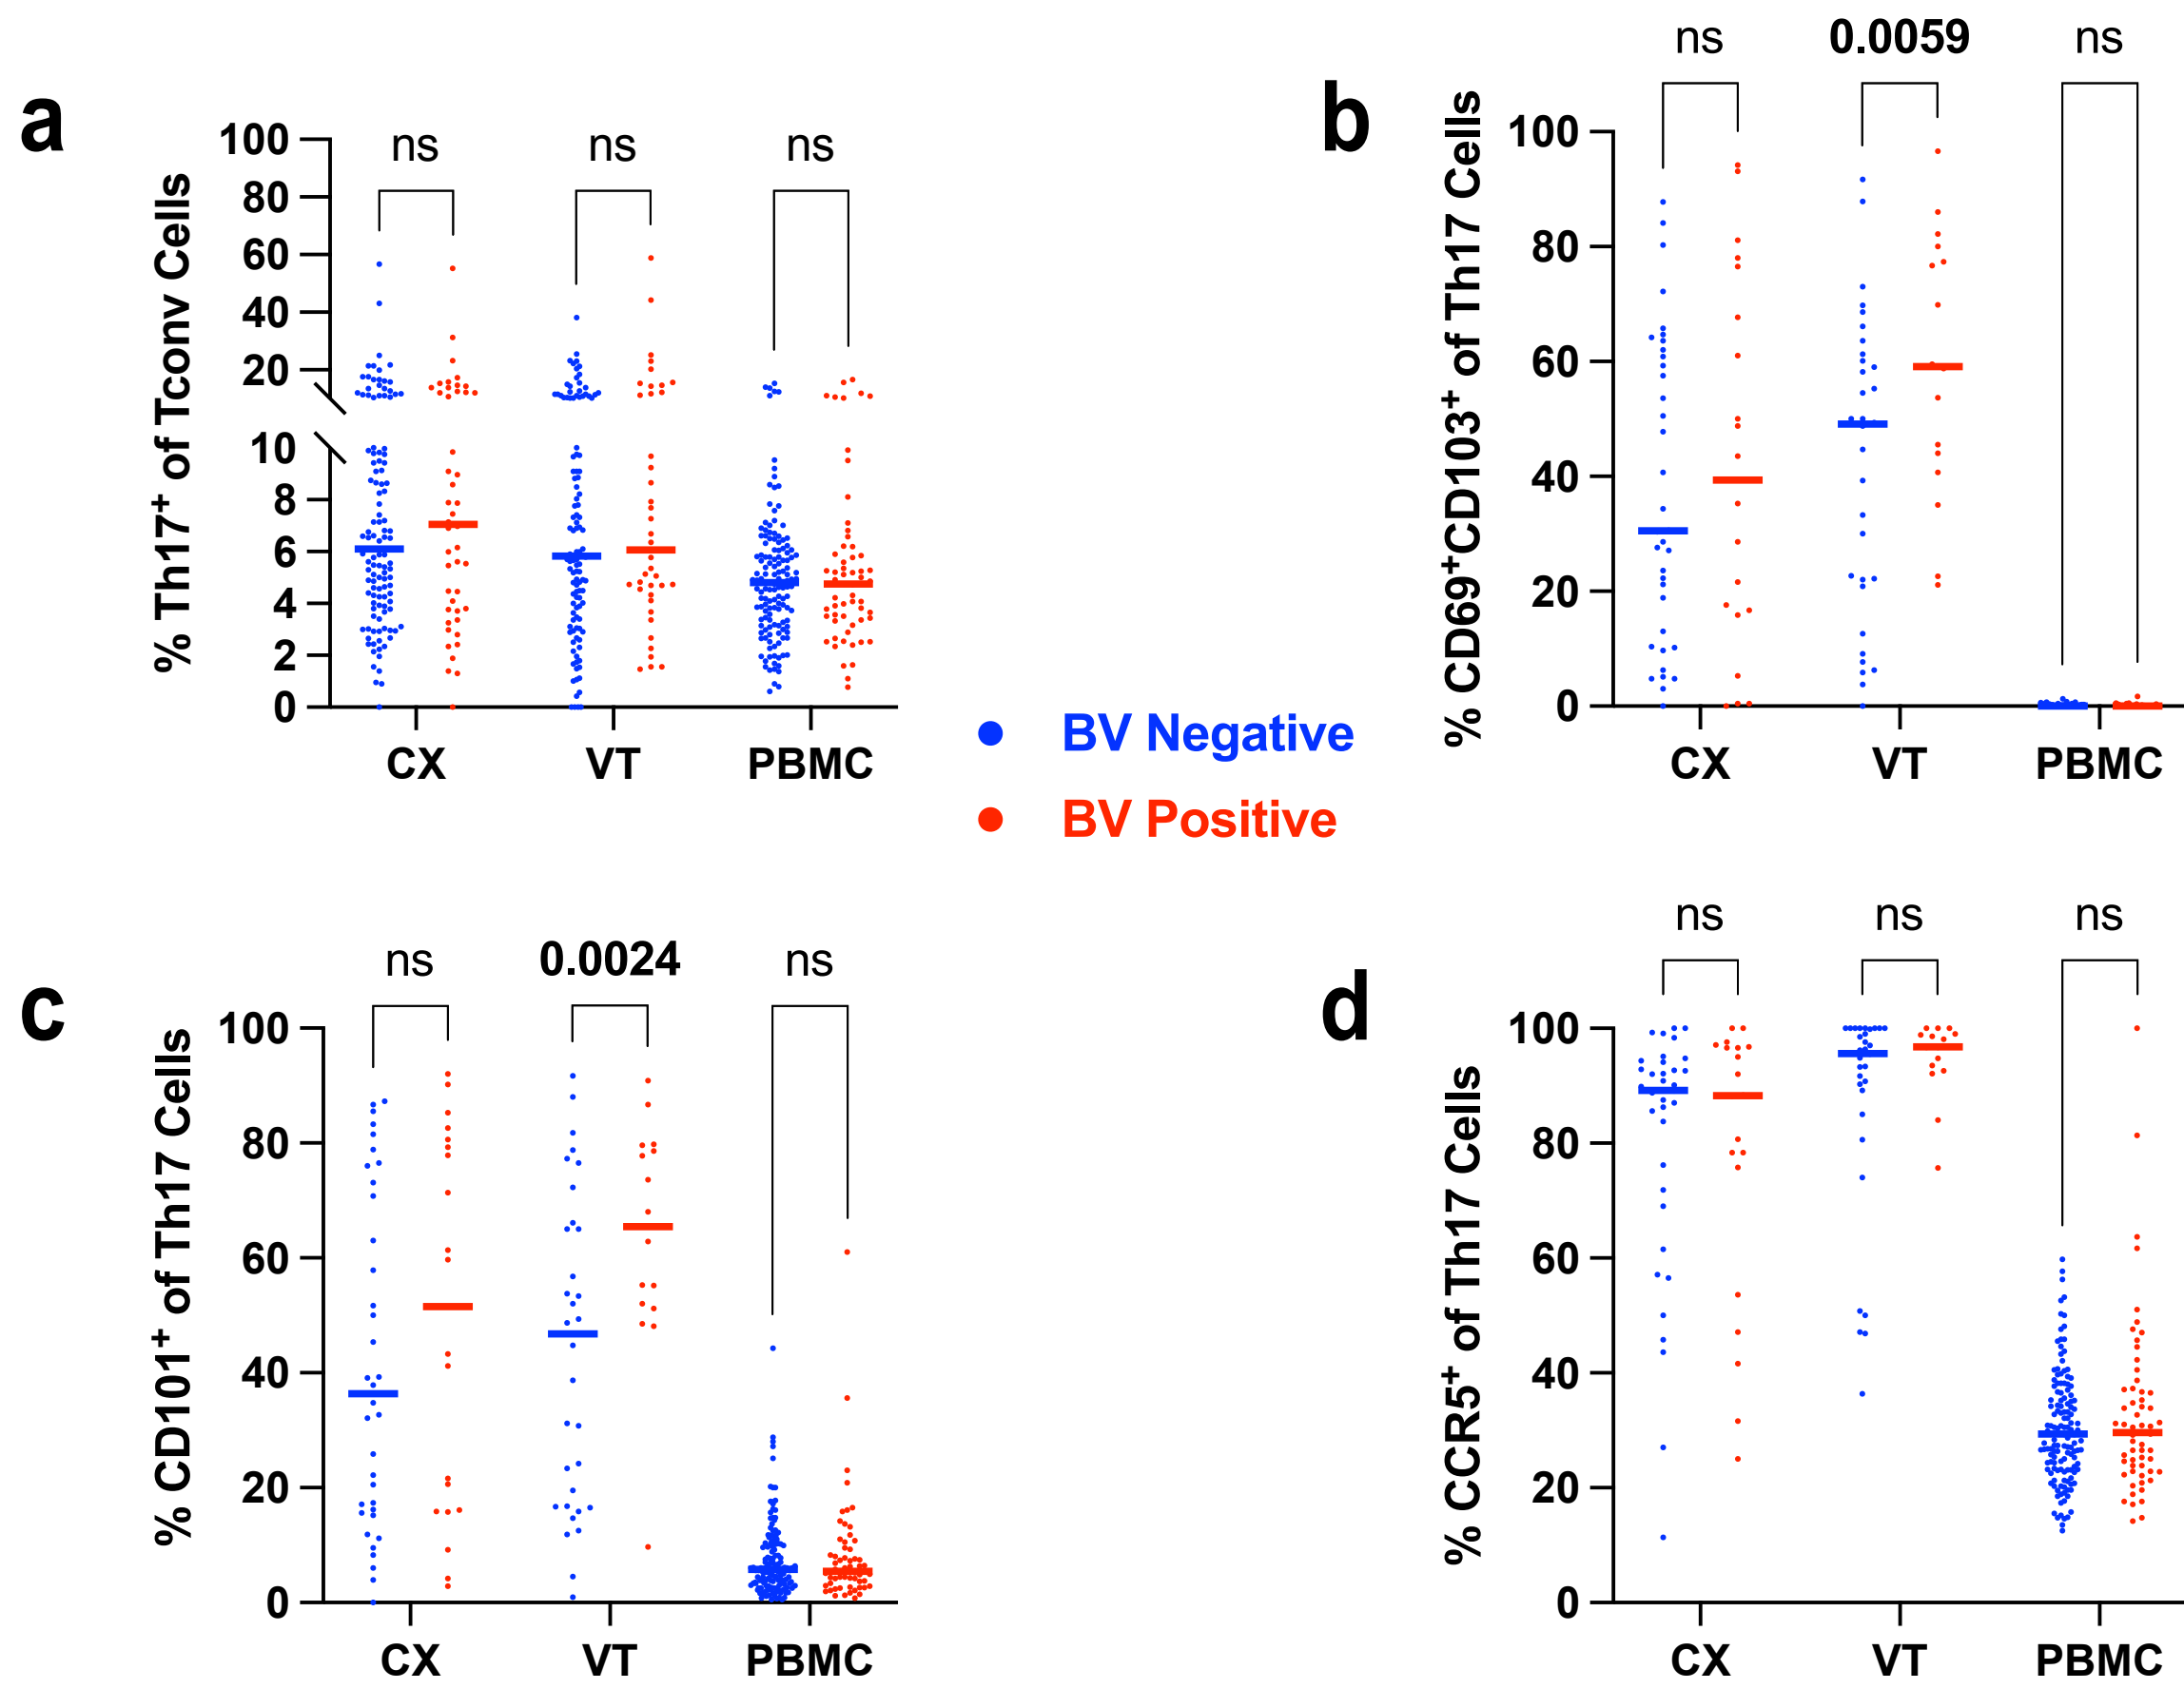 a
% Th17+ of Tconv Cells
100
80
60
40
20
10
8
6
4
2
0
ns ns ns
CX VT PBMC
b
% CD69+CD103+ of Th17 Cells
100
80
60
40
20
0
ns 0.0059 ns
CX VT PBMC
BV Negative
BV Positive
c
% CD101+ of Th17 Cells
100
80
60
40
20
0
ns 0.0024 ns
CX VT PBMC
d
% CCR5+ of Th17 Cells
100
80
60
40
20
0
ns ns ns
CX VT PBMC